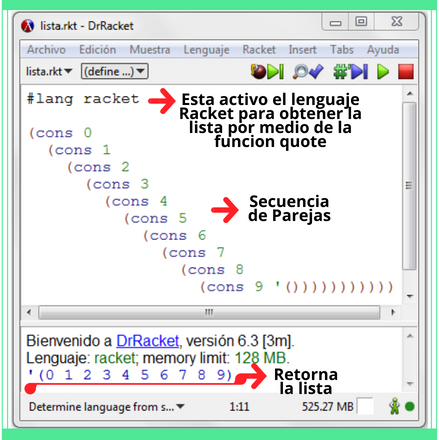 lista.rkt - DrRacket
Archivo Edición Muestra Lenguaje Racket Insert Tabs Ayuda
lista.rkt (define ...)
#lang racket
Esta activo el lenguaje
Racket para obtener la
lista por medio de la
funcion quote
(cons 0
(cons 1
(cons 2
(cons 3
(cons 4
(cons 5
(cons 6
(cons 7
(cons 8
(cons 9 '()))))))))))
Secuencia
de Parejas
Bienvenido a DrRacket, versión 6.3 [3m].
Lenguaje: racket; memory limit: 128 MB.
'(0 1 2 3 4 5 6 7 8 9)
Retorna
la lista
Determine language from s... 1:11 525.27 MB